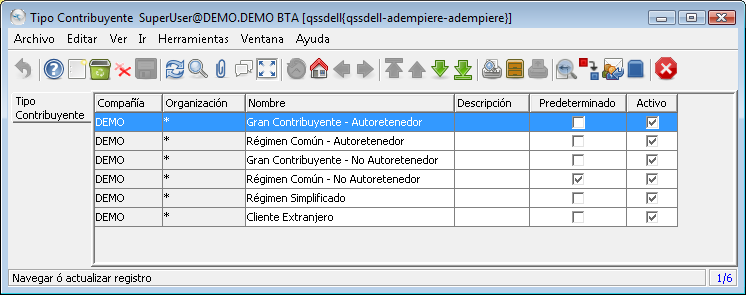 Tipo Contribuyente SuperUser@DEMO.DEMO BTA [qssdell{qssdell-adempiere-adempiere}]
Archivo Editar Ver Ir Herramientas Ventana Ayuda
Tipo Contribuyente
Compañía Organización Nombre Descripción Predeterminado Activo
DEMO * Gran Contribuyente - Autoretenedor
DEMO * Régimen Común - Autoretenedor
DEMO * Gran Contribuyente - No Autoretenedor
DEMO * Régimen Común - No Autoretenedor
DEMO * Régimen Simplificado
DEMO * Cliente Extranjero
Navegar ó actualizar registro 1/6